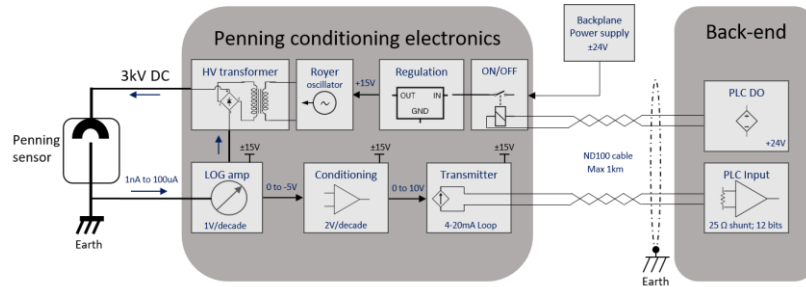 Penning conditioning electronics
Backplane
Power supply
±24V
Back-end
3kV DC
HV transformer
Royer
oscillator
+15V
Regulation
OUT IN
GND
ON/OFF
PLC DO
+24V
Penning
sensor
1nA to 100uA
Earth
±15V
LOG amp
1V/decade
0 to -5V
±15V
Conditioning
2V/decade
0 to 10V
±15V
Transmitter
4-20mA Loop
ND100 cable
Max 1km
Earth
PLC Input
25 Ω shunt; 12 bits